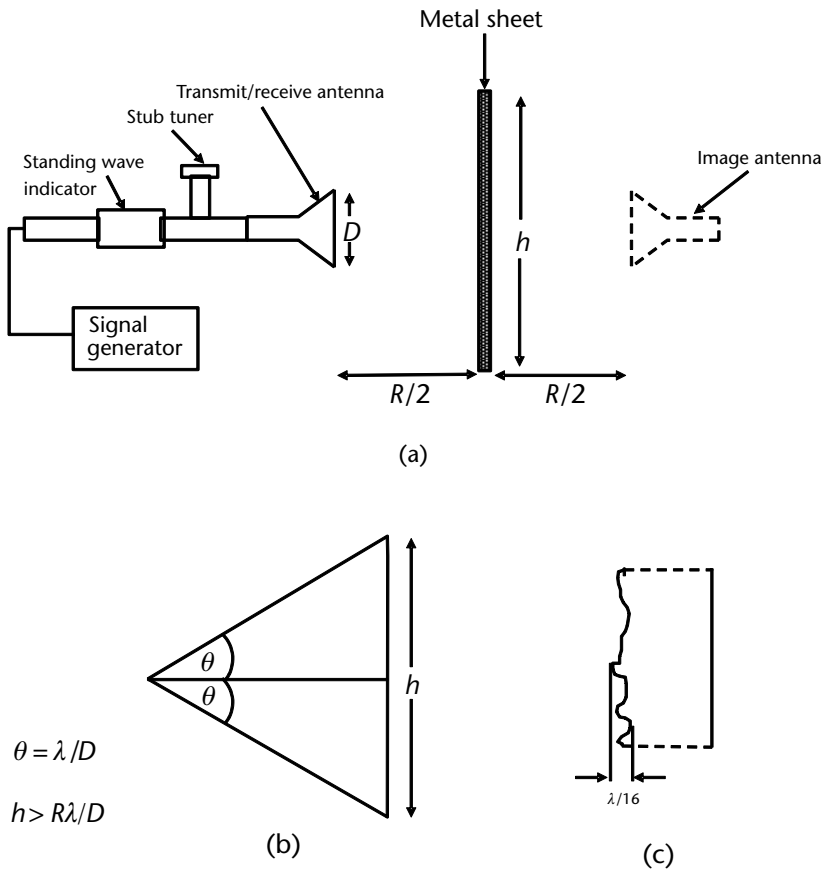 Metal sheet
Transmit/receive antenna
Stub tuner
Standing wave
indicator
Image antenna
D
h
Signal
generator
R/2
R/2
(a)
θ
θ
h
θ = λ/D
h > Rλ/D
λ/16
(b)
(c)